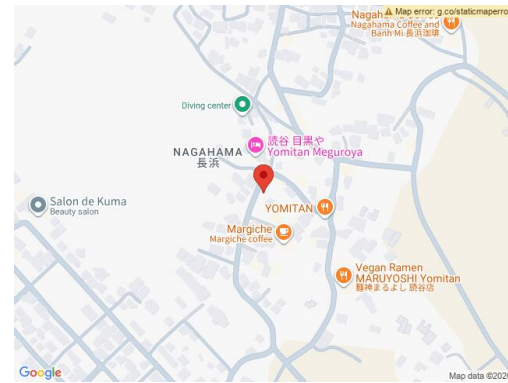 Map error: g.co/staticmaperro
Nagahama Coffee and
Banh Mi 長浜珈琲
Diving center
読谷 目黒や
Yomitan Meguroya
NAGAHAMA
長浜
Salon de Kuma
Beauty salon
YOMITAN
Margiche
Margiche coffee
Vegan Ramen
MARUYOSHI Yomitan
麺神まるよし 読谷店
Google
Map data ©2026